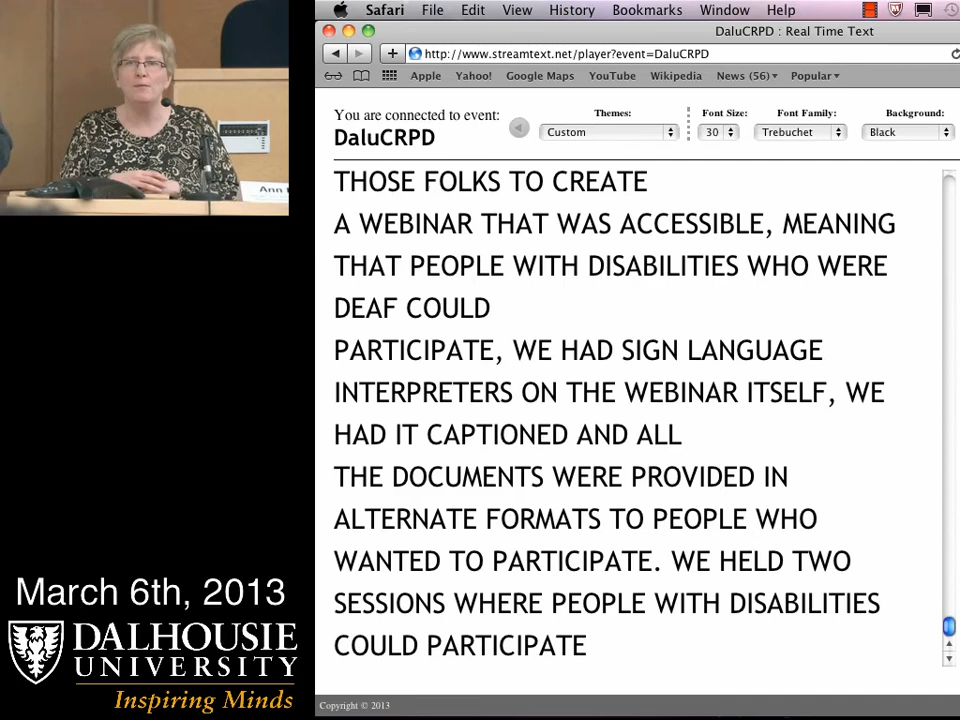 Safari File Edit View History Bookmarks Window Help
DaluCRPD : Real Time Text
http://www.streamtext.net/player?event=DaluCRPD
Apple Yahoo! Google Maps YouTube Wikipedia News (56) Popular
You are connected to event:
DaluCRPD
Themes: Font Size: Font Family: Background:
Custom 30 Trebuchet Black
THOSE FOLKS TO CREATE
A WEBINAR THAT WAS ACCESSIBLE, MEANING
THAT PEOPLE WITH DISABILITIES WHO WERE
DEAF COULD
PARTICIPATE, WE HAD SIGN LANGUAGE
INTERPRETERS ON THE WEBINAR ITSELF, WE
HAD IT CAPTIONED AND ALL
THE DOCUMENTS WERE PROVIDED IN
ALTERNATE FORMATS TO PEOPLE WHO
WANTED TO PARTICIPATE. WE HELD TWO
SESSIONS WHERE PEOPLE WITH DISABILITIES
COULD PARTICIPATE
Copyright © 2013
Ann
March 6th, 2013
DALHOUSIE
UNIVERSITY
Inspiring Minds